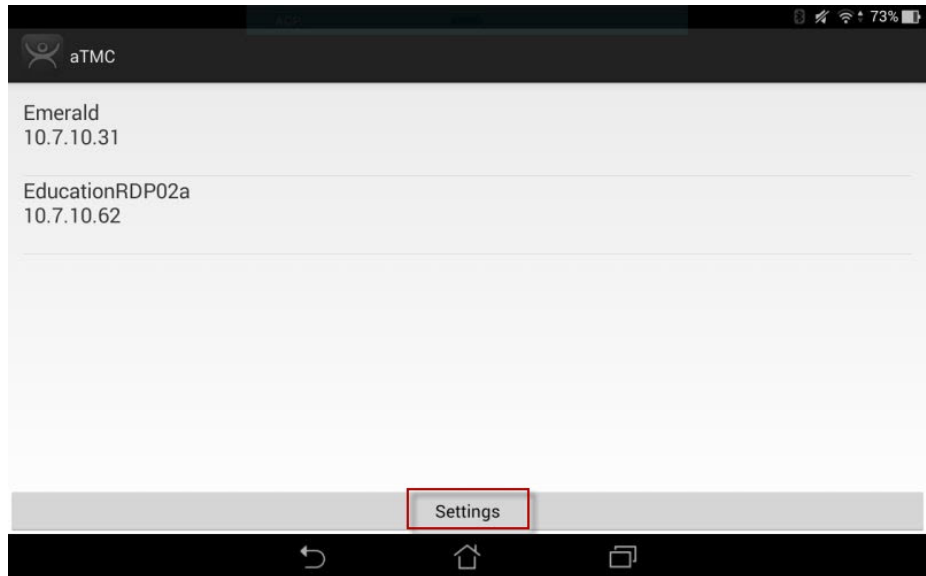 73%
aTMC
Emerald
10.7.10.31
EducationRDP02a
10.7.10.62
Settings